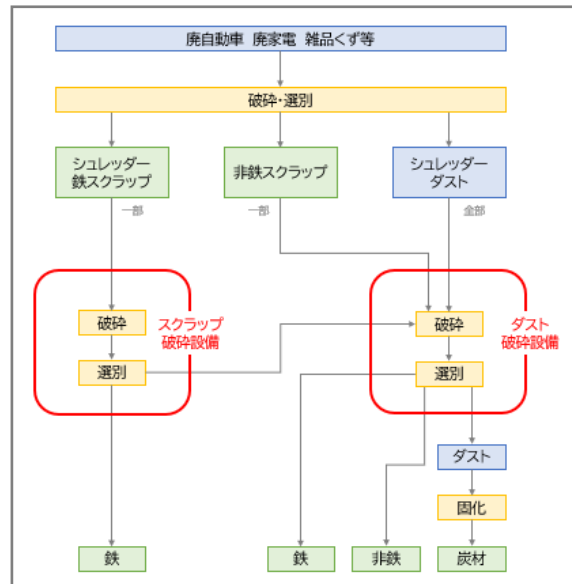 廃自動車 廃家電 雑品くず等
破砕・選別
シュレッダー
鉄スクラップ
非鉄スクラップ
シュレッダー
ダスト
一部
一部
全部
破砕
選別
スクラップ
破砕設備
破砕
選別
ダスト
破砕設備
ダスト
固化
鉄
鉄
非鉄
炭材